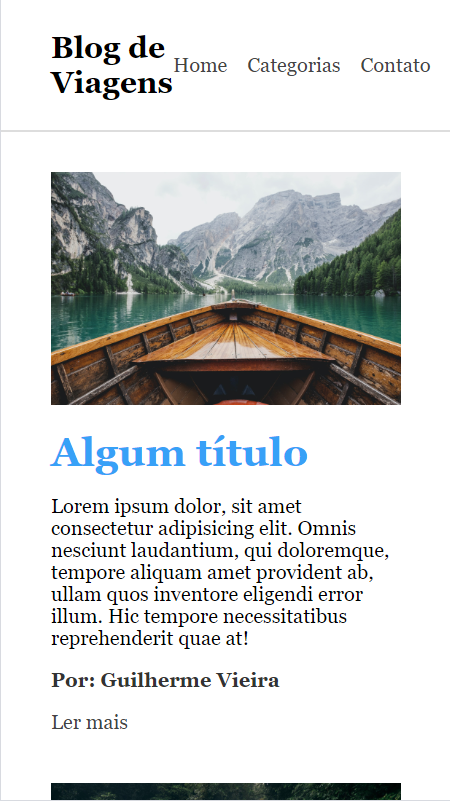 Blog de
Viagens
Home Categorias Contato
Algum título
Lorem ipsum dolor, sit amet
consectetur adipisicing elit. Omnis
nesciunt laudantium, qui doloremque,
tempore aliquam amet provident ab,
ullam quos inventore eligendi error
illum. Hic tempore necessitatibus
reprehenderit quae at!
Por: Guilherme Vieira
Ler mais